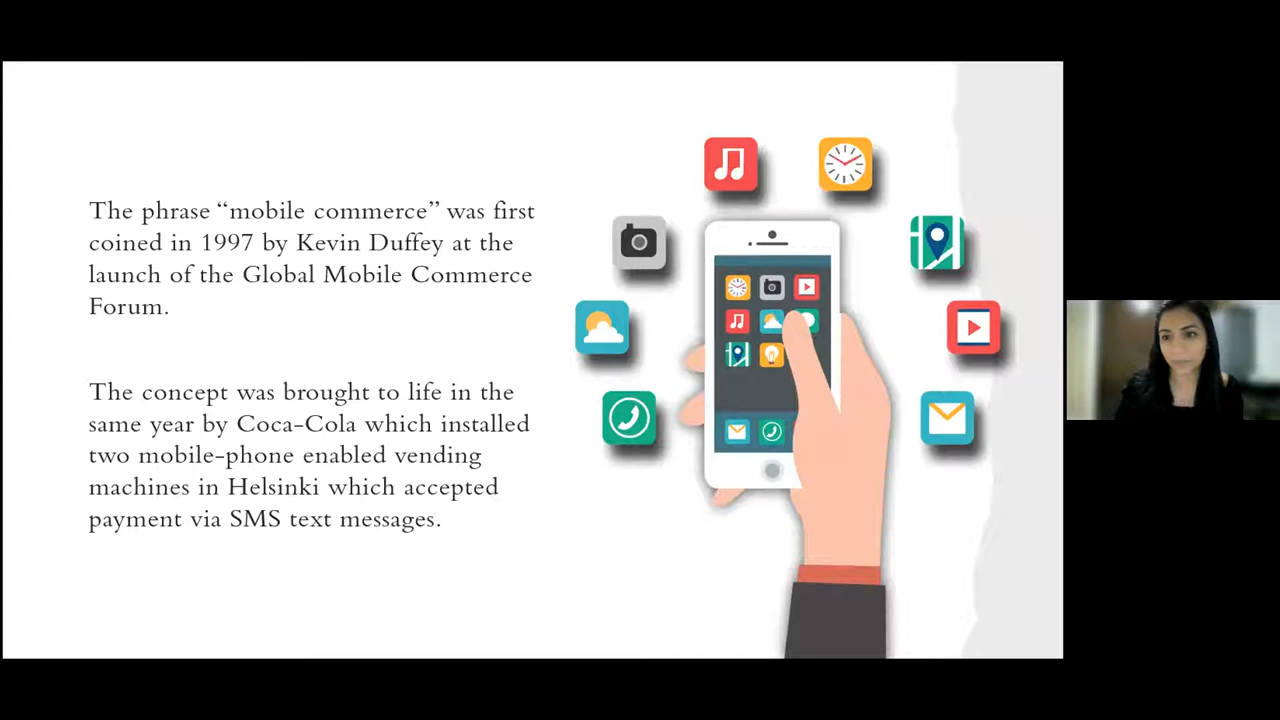 The phrase “mobile commerce” was first
coined in 1997 by Kevin Duffey at the
launch of the Global Mobile Commerce
Forum.
The concept was brought to life in the
same year by Coca-Cola which installed
two mobile-phone enabled vending
machines in Helsinki which accepted
payment via SMS text messages.